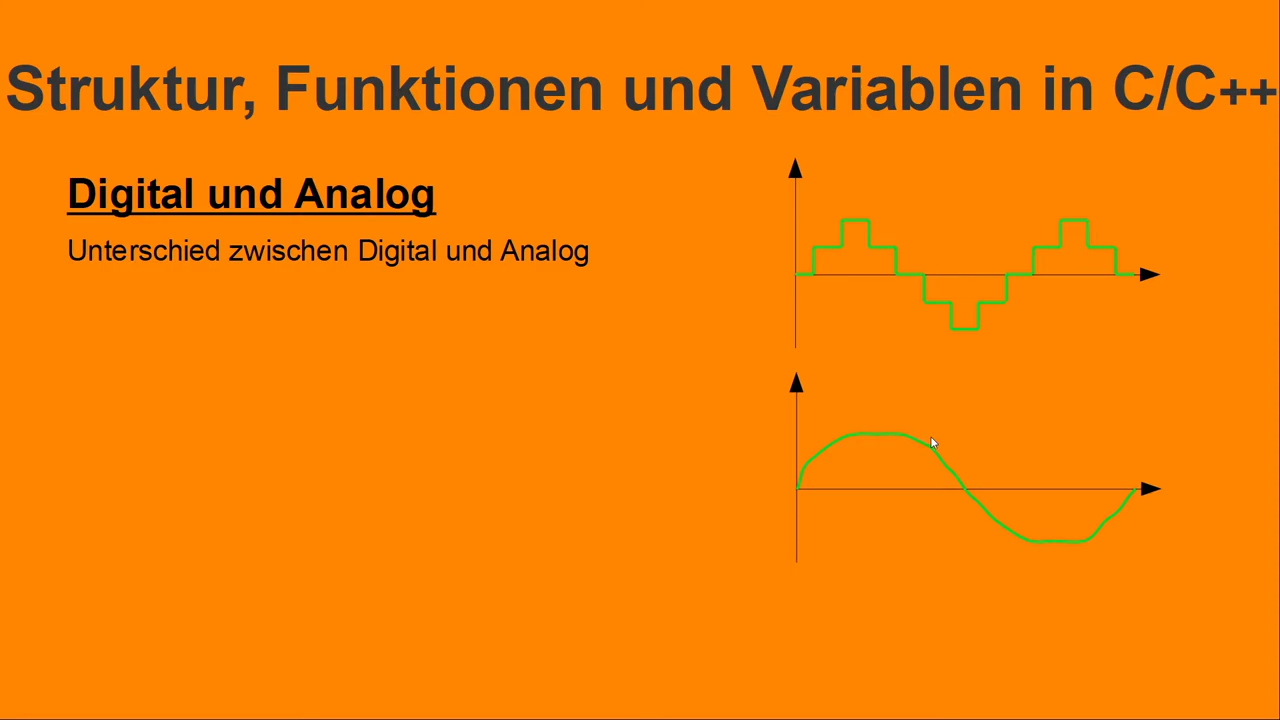 Struktur, Funktionen und Variablen in C/C++
Digital und Analog
Unterschied zwischen Digital und Analog